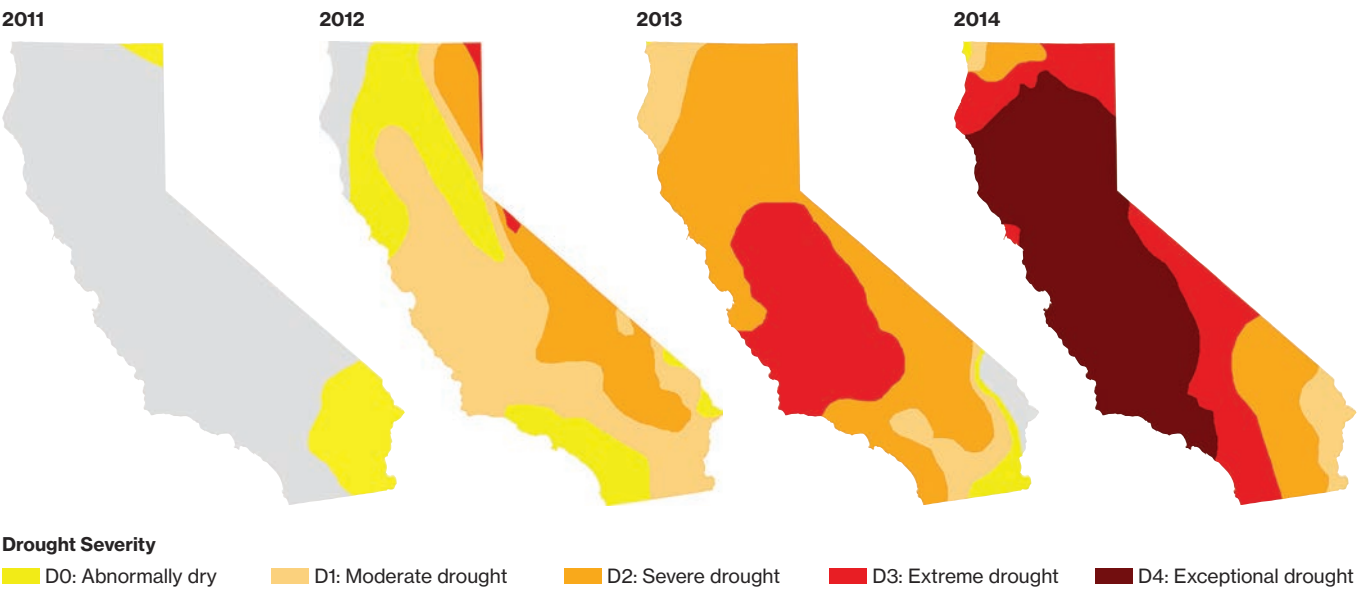 2011 2012 2013 2014
Drought Severity
D0: Abnormally dry D1: Moderate drought D2: Severe drought D3: Extreme drought D4: Exceptional drought